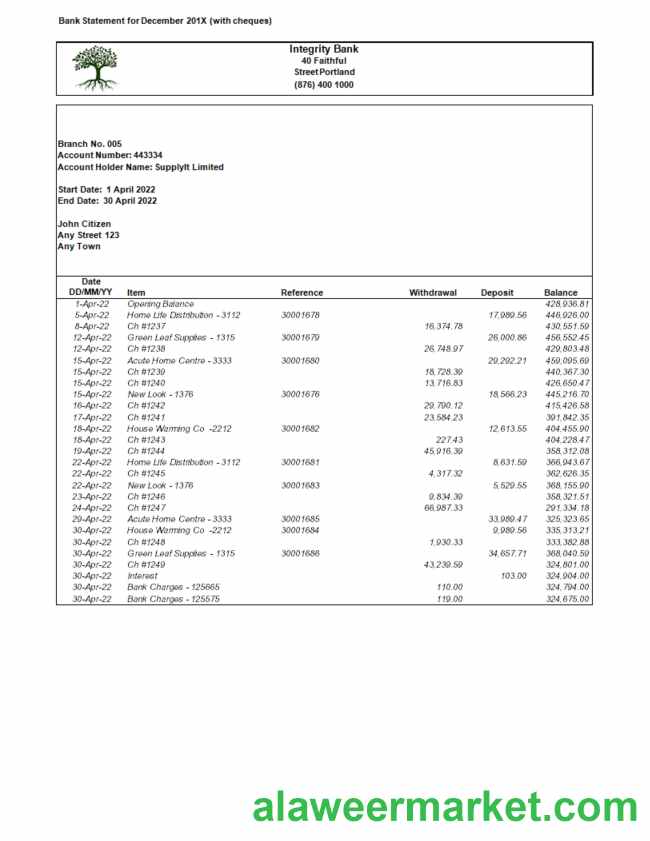 Bank Statement for December 201X (with cheques)
Integrity Bank
40 Faithful
Street Portland
(876) 400 1000
Branch No. 005
Account Number: 443334
Account Holder Name: SupplyIt Limited
Start Date: 1 April 2022
End Date: 30 April 2022
John Citizen
Any Street 123
Any Town
Date
DD/MM/YY Item Reference Withdrawal Deposit Balance
1-Apr-22 Opening Balance 428,936.81
5-Apr-22 Home Life Distribution - 3112 30001678 17,989.56 446,926.00
8-Apr-22 Ch #1237 16,374.78 430,551.59
12-Apr-22 Green Leaf Supplies - 1315 30001679 26,000.86 456,552.45
12-Apr-22 Ch #1238 26,748.97 429,803.48
15-Apr-22 Acute Home Centre - 3333 30001680 29,292.21 459,095.69
15-Apr-22 Ch #1239 18,728.39 440,367.30
15-Apr-22 Ch #1240 13,716.83 426,650.47
15-Apr-22 New Look - 1376 30001676 18,566.23 445,216.70
16-Apr-22 Ch #1242 29,790.12 415,426.58
17-Apr-22 Ch #1241 23,584.23 391,842.35
18-Apr-22 House Warming Co -2212 30001682 12,613.55 404,455.90
18-Apr-22 Ch #1243 227.43 404,228.47
19-Apr-22 Ch #1244 45,916.39 358,312.08
22-Apr-22 Home Life Distribution - 3112 30001681 8,631.59 366,943.67
22-Apr-22 Ch #1245 4,317.32 362,626.35
22-Apr-22 New Look - 1376 30001683 5,529.55 368,155.90
23-Apr-22 Ch #1246 9,834.39 358,321.51
24-Apr-22 Ch #1247 66,987.33 291,334.18
29-Apr-22 Acute Home Centre - 3333 30001685 33,989.47 325,323.65
30-Apr-22 House Warming Co -2212 30001684 9,989.56 335,313.21
30-Apr-22 Ch #1248 1,930.33 333,382.88
30-Apr-22 Green Leaf Supplies - 1315 30001686 34,657.71 368,040.59
30-Apr-22 Ch #1249 43,239.59 324,801.00
30-Apr-22 Interest 103.00 324,904.00
30-Apr-22 Bank Charges - 125665 110.00 324,794.00
30-Apr-22 Bank Charges - 125575 119.00 324,675.00
alaweermarket.com